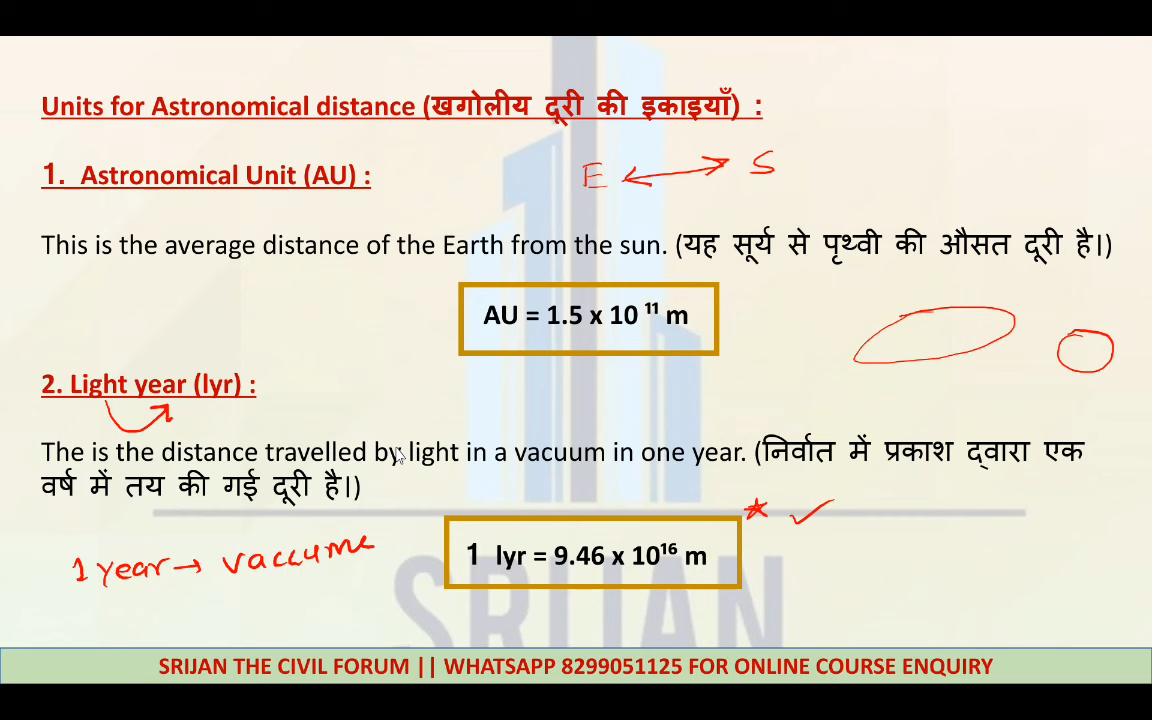 Units for Astronomical distance (खगोलीय दूरी की इकाइयाँ) :
1. Astronomical Unit (AU) :
E S
This is the average distance of the Earth from the sun. (यह सूर्य से पृथ्वी की औसत दूरी है।)
AU = 1.5 x 10 ¹¹ m
2. Light year (lyr) :
The is the distance travelled by light in a vacuum in one year. (निर्वात में प्रकाश द्वारा एक
वर्ष में तय की गई दूरी है।)
1 lyr = 9.46 x 10¹⁶ m
1 year → vaccume
SRIJAN
SRIJAN THE CIVIL FORUM || WHATSAPP 8299051125 FOR ONLINE COURSE ENQUIRY